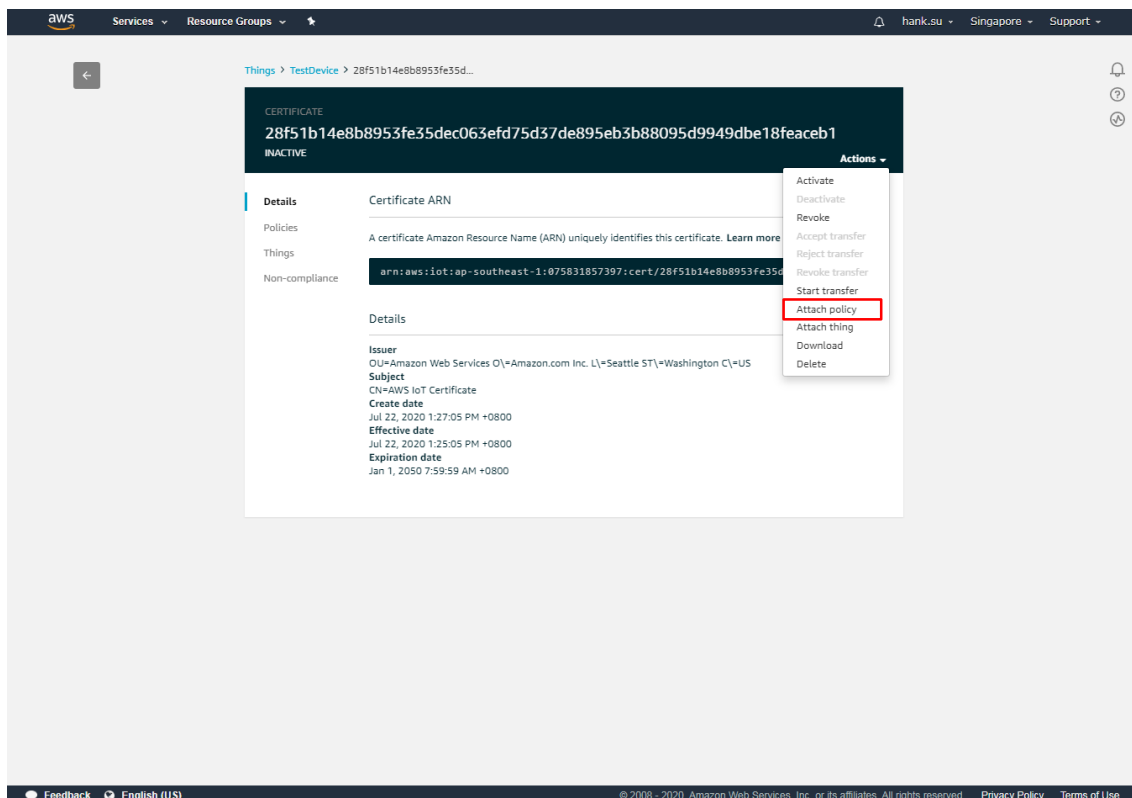 aws Services Resource Groups hank.su Singapore Support
Things > TestDevice > 28f51b14e8b8953fe35d...
CERTIFICATE
28f51b14e8b8953fe35dec063efd75d37de895eb3b88095d9949dbe18feaceb1
INACTIVE
Actions
Activate
Deactivate
Revoke
Accept transfer
Reject transfer
Revoke transfer
Start transfer
Attach policy
Attach thing
Download
Delete
Details
Policies
Things
Non-compliance
Certificate ARN
A certificate Amazon Resource Name (ARN) uniquely identifies this certificate. Learn more
arn:aws:iot:ap-southeast-1:075831857397:cert/28f51b14e8b8953fe35d
Details
Issuer
OU=Amazon Web Services O\=Amazon.com Inc. L\=Seattle ST\=Washington C\=US
Subject
CN=AWS IoT Certificate
Create date
Jul 22, 2020 1:27:05 PM +0800
Effective date
Jul 22, 2020 1:25:05 PM +0800
Expiration date
Jan 1, 2050 7:59:59 AM +0800
Feedback English (US) © 2008 - 2020, Amazon Web Services, Inc. or its affiliates. All rights reserved. Privacy Policy Terms of Use